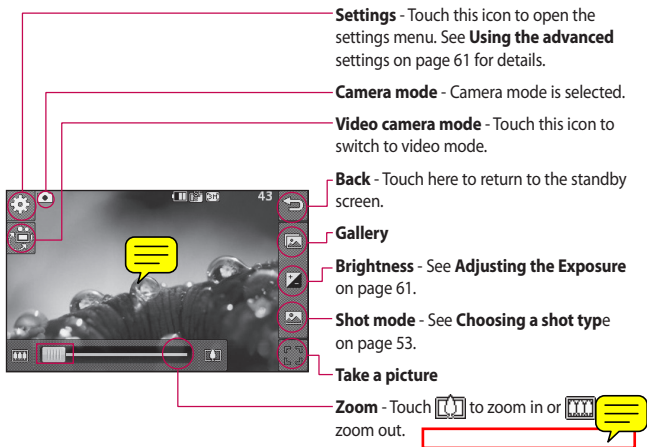 Settings - Touch this icon to open the
settings menu. See Using the advanced
settings on page 61 for details.
Camera mode - Camera mode is selected.
Video camera mode - Touch this icon to
switch to video mode.
Back - Touch here to return to the standby
screen.
43
Gallery
Brightness - See Adjusting the Exposure
on page 61.
Shot mode - See Choosing a shot type
on page 53.
Take a picture
Zoom - Touch to zoom in or
zoom out.